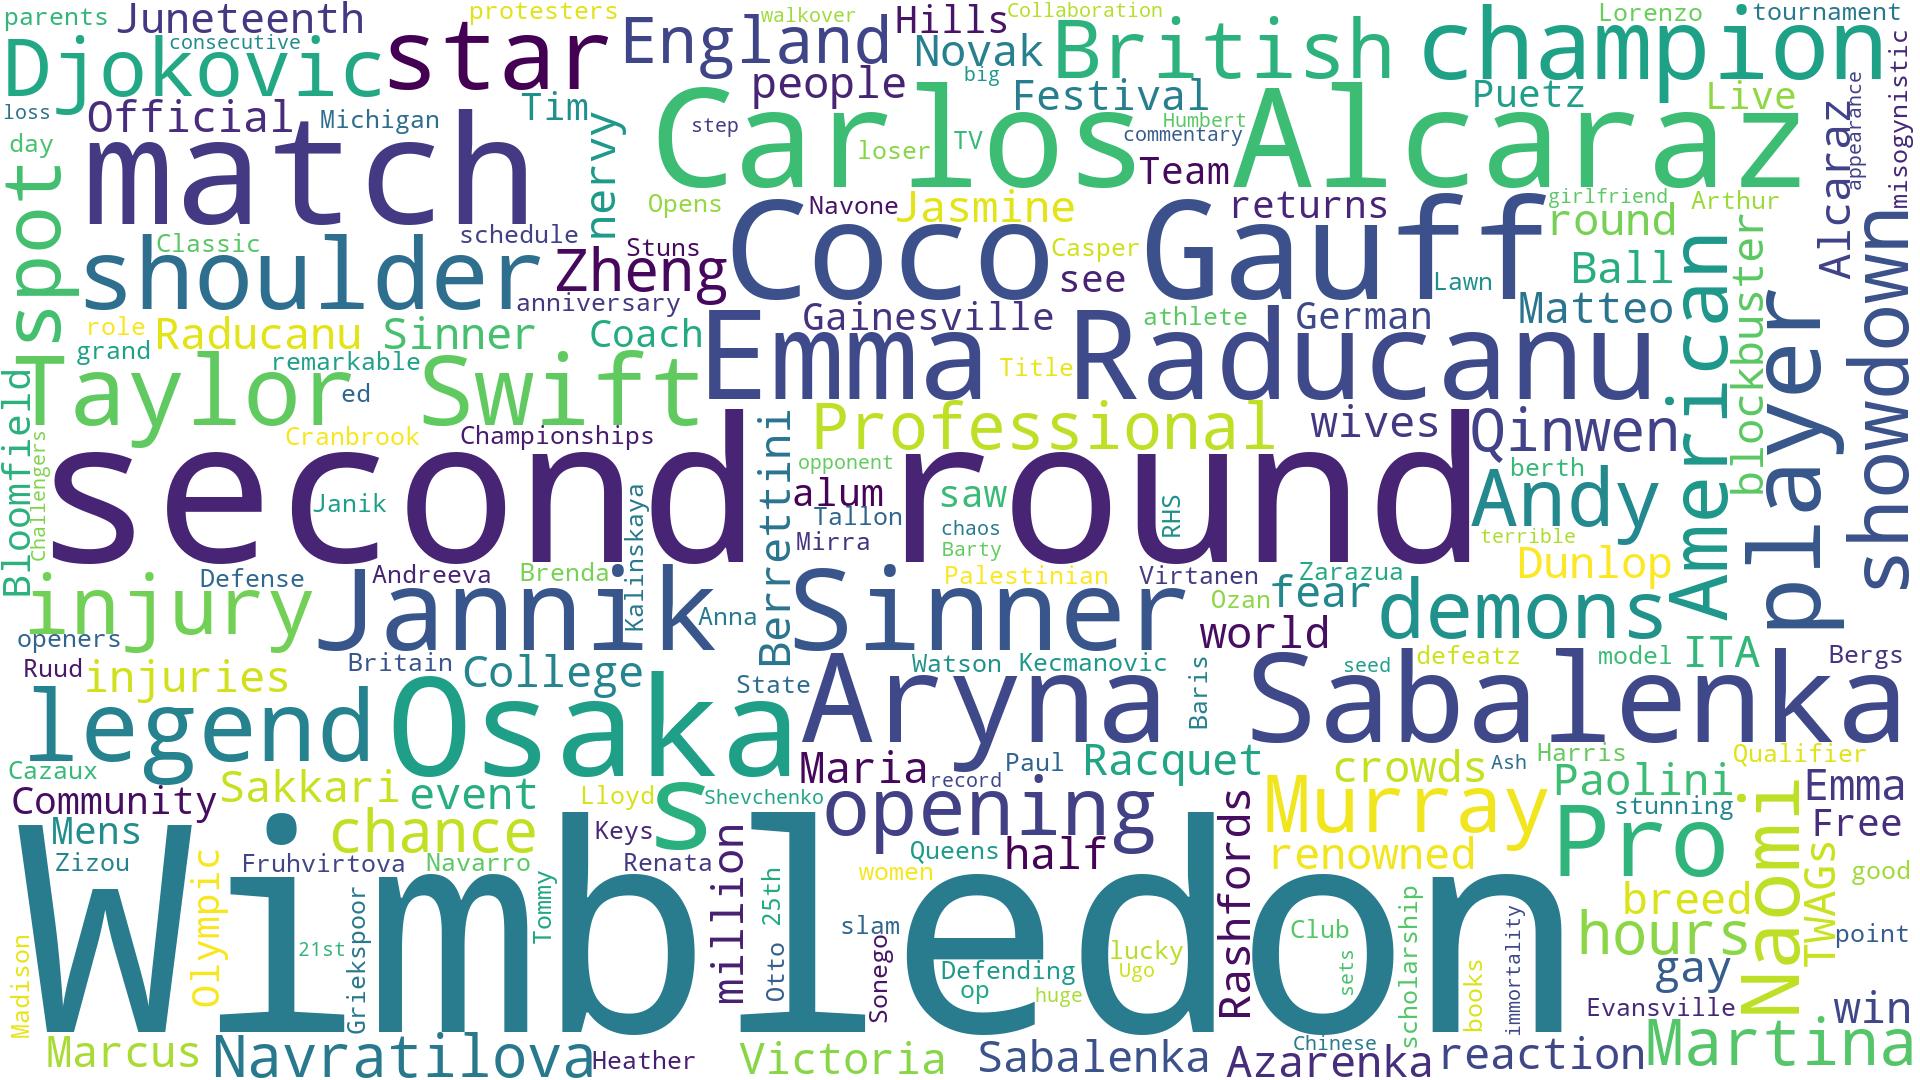 parents
Juneteenth
protesters
walkover
Hills
Collaboration
Lorenzo
tournament
Djokovic
consecutive
star
England
Novak
British
champion
big
people
Festival
Puetz
Live
misogynistic
loss
Official
Michigan
Tim
nervy
step
Carlos Alcaraz
Humbert
commentary
TV
loser
Team
Alcaraz
appearance
day
match
spot
Opens
Navone
Jasmine
returns
girlfriend
round
Arthur
Classic
schedule
Stuns
shoulder
Zheng
Coco Gauff
Casper
see
Lawn
Ball
American
blockbuster
showdown
anniversary
role
Raducanu
Sinner
Coach
Gainesville
athlete
German
Matteo
player
grand
remarkable
Emma Raducanu
Title
Taylor Swift
ed
Bloomfield
Challengers
Cranbrook
Championships
Berrettini
Professional
wives
Qinwen
second round
opponent
alum
saw
RHS
berth
Andy
Janik
Kalinskaya
Tallon
chaos
Mirra
Barty
terrible
Dunlop
Defense
Andreeva
Brenda
Palestinian
Virtanen
Zarazua
injury
Jannik Sinner
Anna
Ozan
fear
demons
openers
world
Ruud
injuries
Britain
College
State
Watson
Kecmanovic
Baris
seed
defeatz
model
ITA
Bergs
legend
Osaka
Aryna Sabalenka
Cazaux
Sakkari
event
Lloyd
s
Shevchenko
Maria
record
Paul
Racquet
crowds
Ash
Harris
Qualifier
Paolini
Emma
Community
Mens
chance
Keys
opening
Murray
Pro
stunning
Naomi
Free
Zizou
Olympic
Fruhvirtova
Navarro
Renata
million
25th
women
Queens
half
Rashfords
renowned
TWAGs
good
Wimbledon
Tommy
breed
21st
Griekspoor
Otto
slam
Sonego
Defending
op
huge
lucky
Ugo
Club
sets
scholarship
books
immortality
hours
gay
point
Madison
Evansville
win
Marcus
Navratilova
Heather
Victoria
Sabalenka
Azarenka
Chinese
reaction
Martina